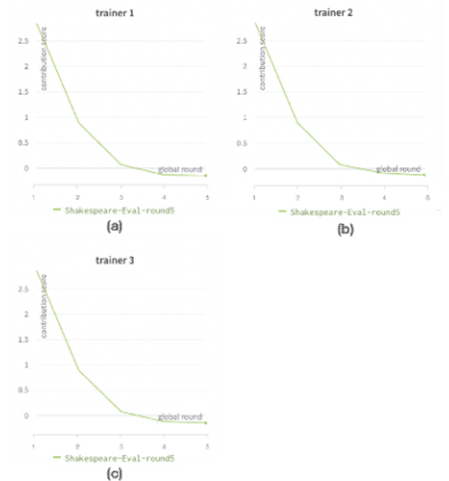 trainer 1
contribution score
2.5
2
1.5
1
0.5
0
global round
1 2 3 4 5
Shakespeare-Eval-round5
(a)
trainer 2
contribution score
2.5
2
1.5
1
0.5
0
global round
1 2 3 4 5
Shakespeare-Eval-round5
(b)
trainer 3
contribution score
2.5
2
1.5
1
0.5
0
global round
1 2 3 4 5
Shakespeare-Eval-round5
(c)